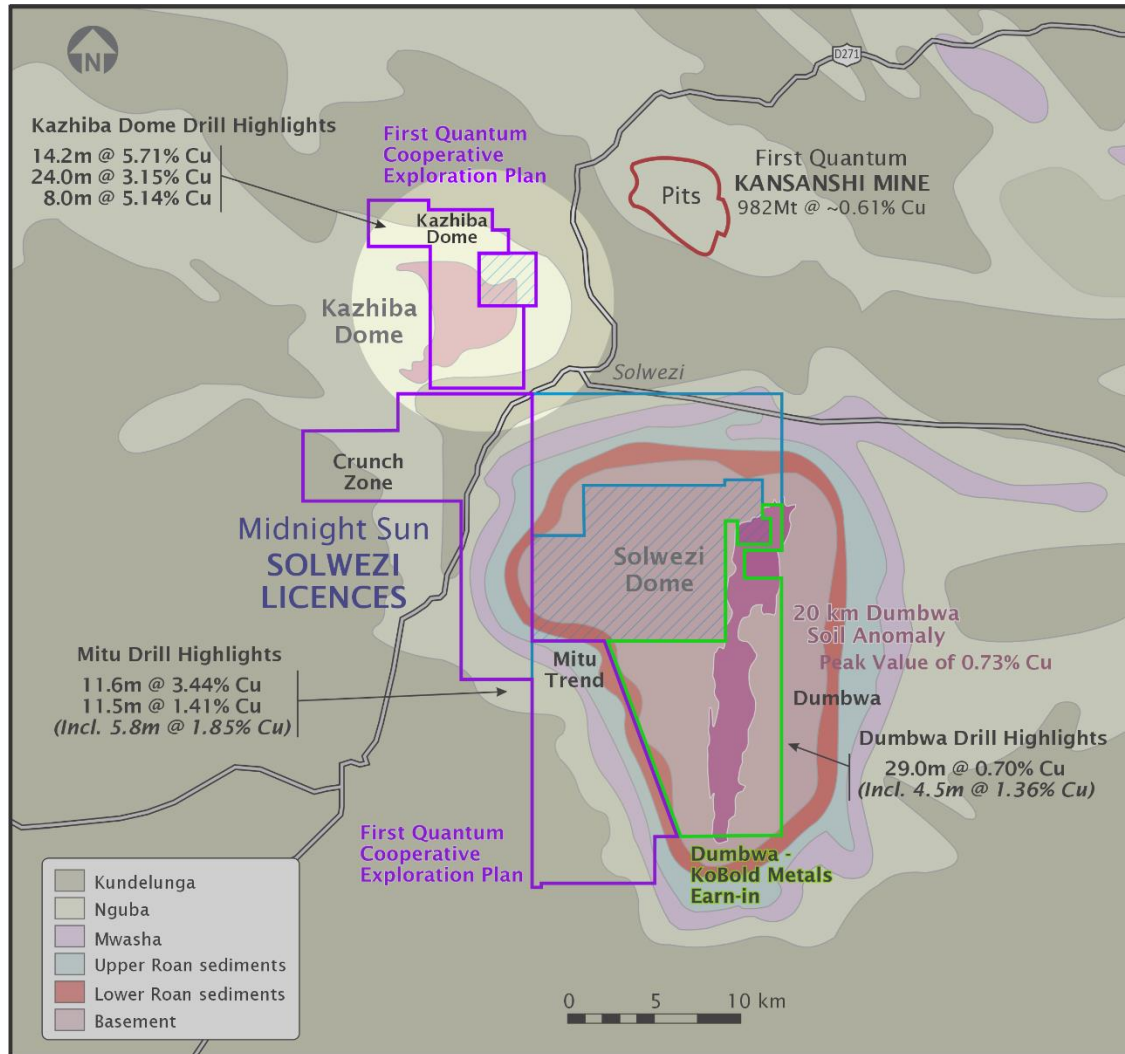 N
D271
Kazhiba Dome Drill Highlights
14.2m @ 5.71% Cu
24.0m @ 3.15% Cu
8.0m @ 5.14% Cu
First Quantum
Cooperative
Exploration Plan
Kazhiba
Dome
Kazhiba
Dome
Pits
First Quantum
KANSANSHI MINE
982Mt @ ~0.61% Cu
Solwezi
Crunch
Zone
Midnight Sun
SOLWEZI
LICENCES
Solwezi
Dome
20 km Dumbwa
Soil Anomaly
Peak Value of 0.73% Cu
Mitu Drill Highlights
11.6m @ 3.44% Cu
11.5m @ 1.41% Cu
(Incl. 5.8m @ 1.85% Cu)
Mitu
Trend
Dumbwa
Dumbwa Drill Highlights
29.0m @ 0.70% Cu
(Incl. 4.5m @ 1.36% Cu)
First Quantum
Cooperative
Exploration Plan
Dumbwa -
KoBold Metals
Earn-in
Kundelunga
Nguba
Mwasha
Upper Roan sediments
Lower Roan sediments
Basement
0 5 10 km